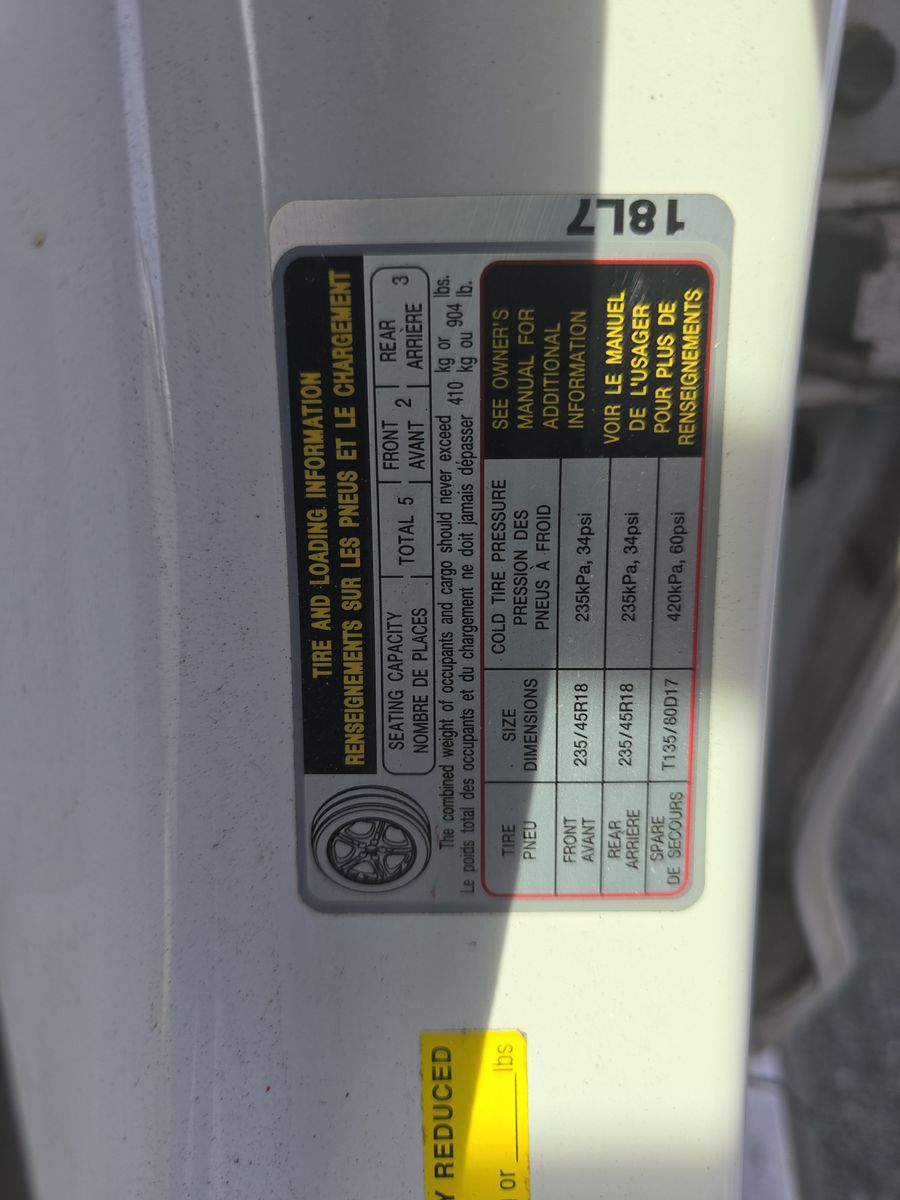 TIRE AND LOADING INFORMATION
RENSEIGNEMENTS SUR LES PNEUS ET LE CHARGEMENT
SEATING CAPACITY
NOMBRE DE PLACES
TOTAL 5
FRONT
AVANT 2
REAR
ARRIÈRE 3
The combined weight of occupants and cargo should never exceed 410 kg or 904 lbs.
Le poids total des occupants et du chargement ne doit jamais dépasser 410 kg ou 904 lb.
TIRE
PNEU
SIZE
DIMENSIONS
COLD TIRE PRESSURE
PRESSION DES
PNEUS À FROID
SEE OWNER'S
MANUAL FOR
ADDITIONAL
INFORMATION
VOIR LE MANUEL
DE L'USAGER
POUR PLUS DE
RENSEIGNEMENTS
FRONT
AVANT
235/45R18
235kPa, 34psi
REAR
ARRIÈRE
235/45R18
235kPa, 34psi
SPARE
DE SECOURS
T135/80D17
420kPa, 60psi
18L7
Y REDUCED
or ____ lbs